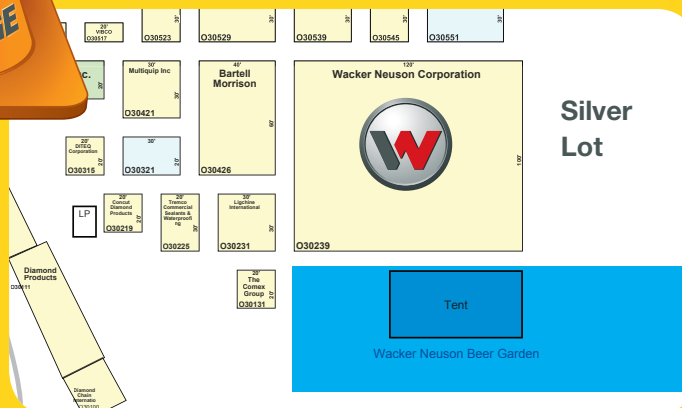 GE
20'
VIBCO
O30517
30'
O30523
30'
O30529
30'
O30539
30'
O30545
30'
O30551
c.
20'
30'
Multiquip Inc
30'
O30421
40'
Bartell
Morrison
60'
O30426
120'
Wacker Neuson Corporation
W
100'
O30239
Silver
Lot
20'
DITEQ
Corporation
20'
O30315
30'
20'
O30321
LP
20'
Concut
Diamond
Products
20'
O30219
20'
Tremco
Commercial
Sealants &
Waterproofi
ng
30'
O30225
30'
Ligchine
International
30'
O30231
Diamond
Products
20'
The
Comex
Group
20'
O30131
Tent
Wacker Neuson Beer Garden
Diamond
Chain
O30100